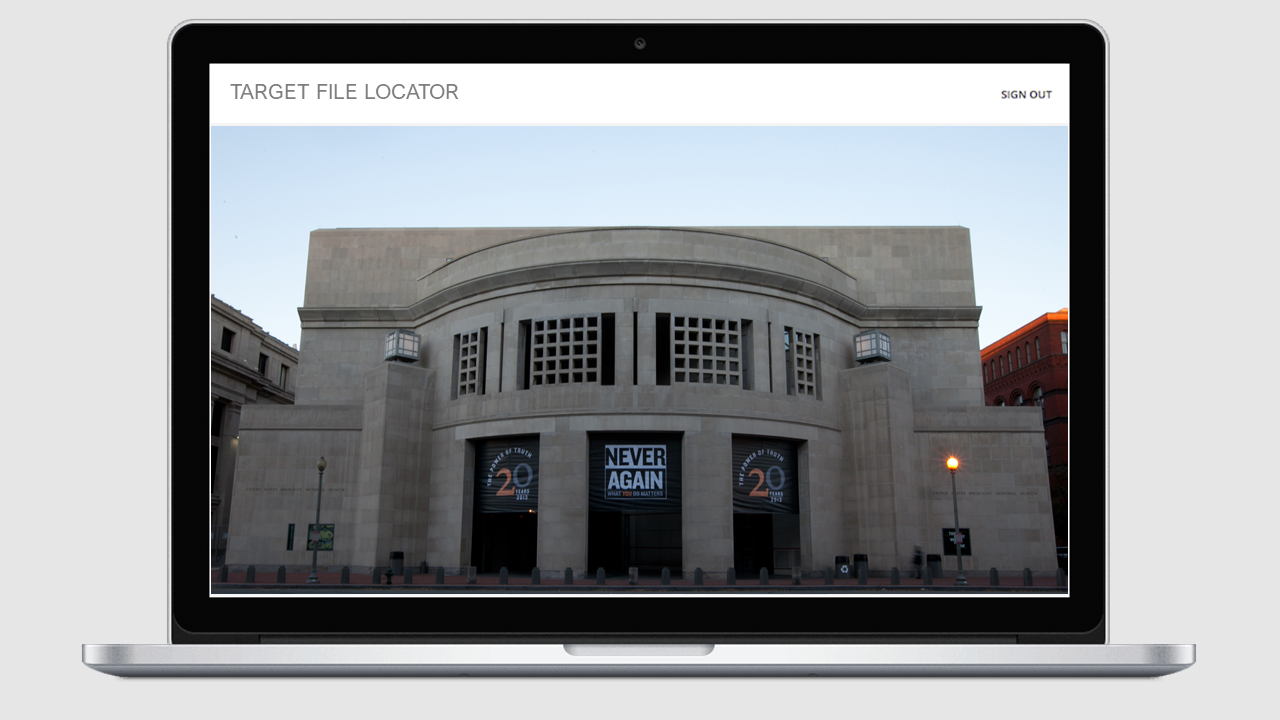 TARGET FILE LOCATOR
SIGN OUT
THE POWER OF TRUTH
20
YEARS
2013
NEVER
AGAIN
WHAT YOU DO MATTERS
THE POWER OF TRUTH
20
YEARS
2013